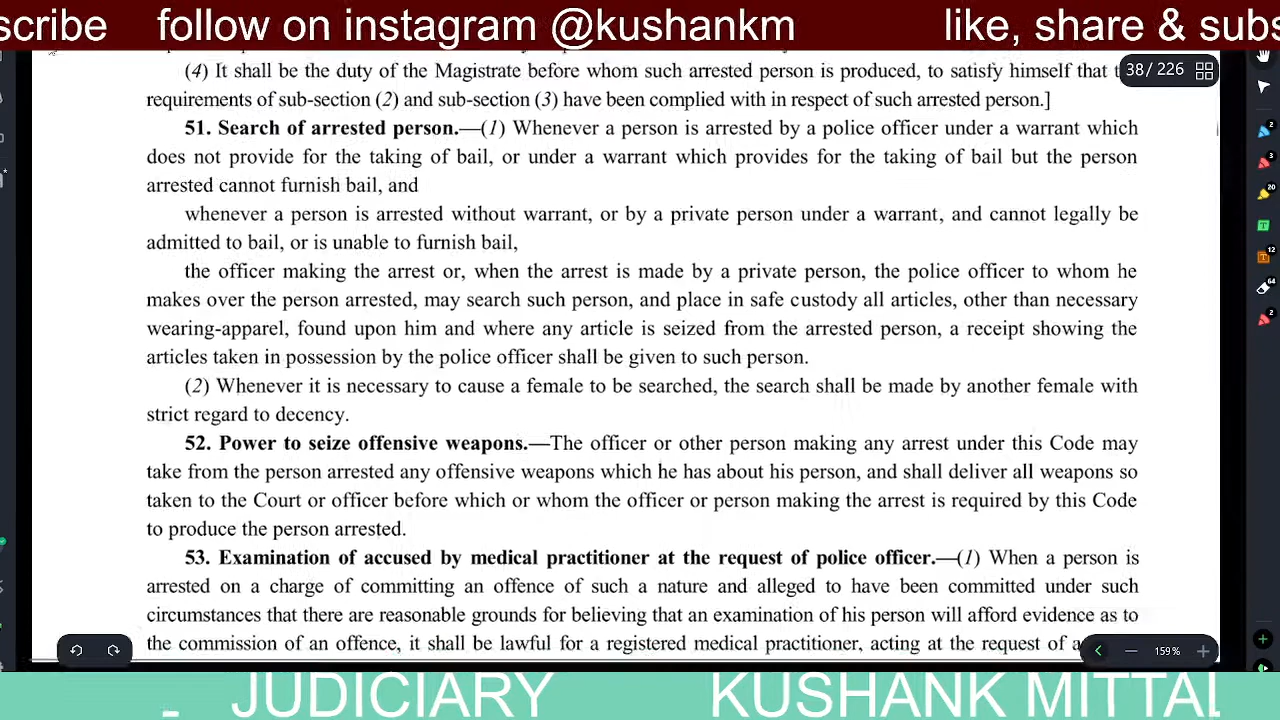 scribe follow on instagram @kushankm like, share & subs
38/ 226
(4) It shall be the duty of the Magistrate before whom such arrested person is produced, to satisfy himself that
requirements of sub-section (2) and sub-section (3) have been complied with in respect of such arrested person.]
51. Search of arrested person.—(1) Whenever a person is arrested by a police officer under a warrant which
does not provide for the taking of bail, or under a warrant which provides for the taking of bail but the person
arrested cannot furnish bail, and
whenever a person is arrested without warrant, or by a private person under a warrant, and cannot legally be
admitted to bail, or is unable to furnish bail,
the officer making the arrest or, when the arrest is made by a private person, the police officer to whom he
makes over the person arrested, may search such person, and place in safe custody all articles, other than necessary
wearing-apparel, found upon him and where any article is seized from the arrested person, a receipt showing the
articles taken in possession by the police officer shall be given to such person.
(2) Whenever it is necessary to cause a female to be searched, the search shall be made by another female with
strict regard to decency.
52. Power to seize offensive weapons.—The officer or other person making any arrest under this Code may
take from the person arrested any offensive weapons which he has about his person, and shall deliver all weapons so
taken to the Court or officer before which or whom the officer or person making the arrest is required by this Code
to produce the person arrested.
53. Examination of accused by medical practitioner at the request of police officer.—(1) When a person is
arrested on a charge of committing an offence of such a nature and alleged to have been committed under such
circumstances that there are reasonable grounds for believing that an examination of his person will afford evidence as to
the commission of an offence, it shall be lawful for a registered medical practitioner, acting at the request of a
159%
2
3
20
T
12
64
2
JUDICIARY KUSHANK MITTAL